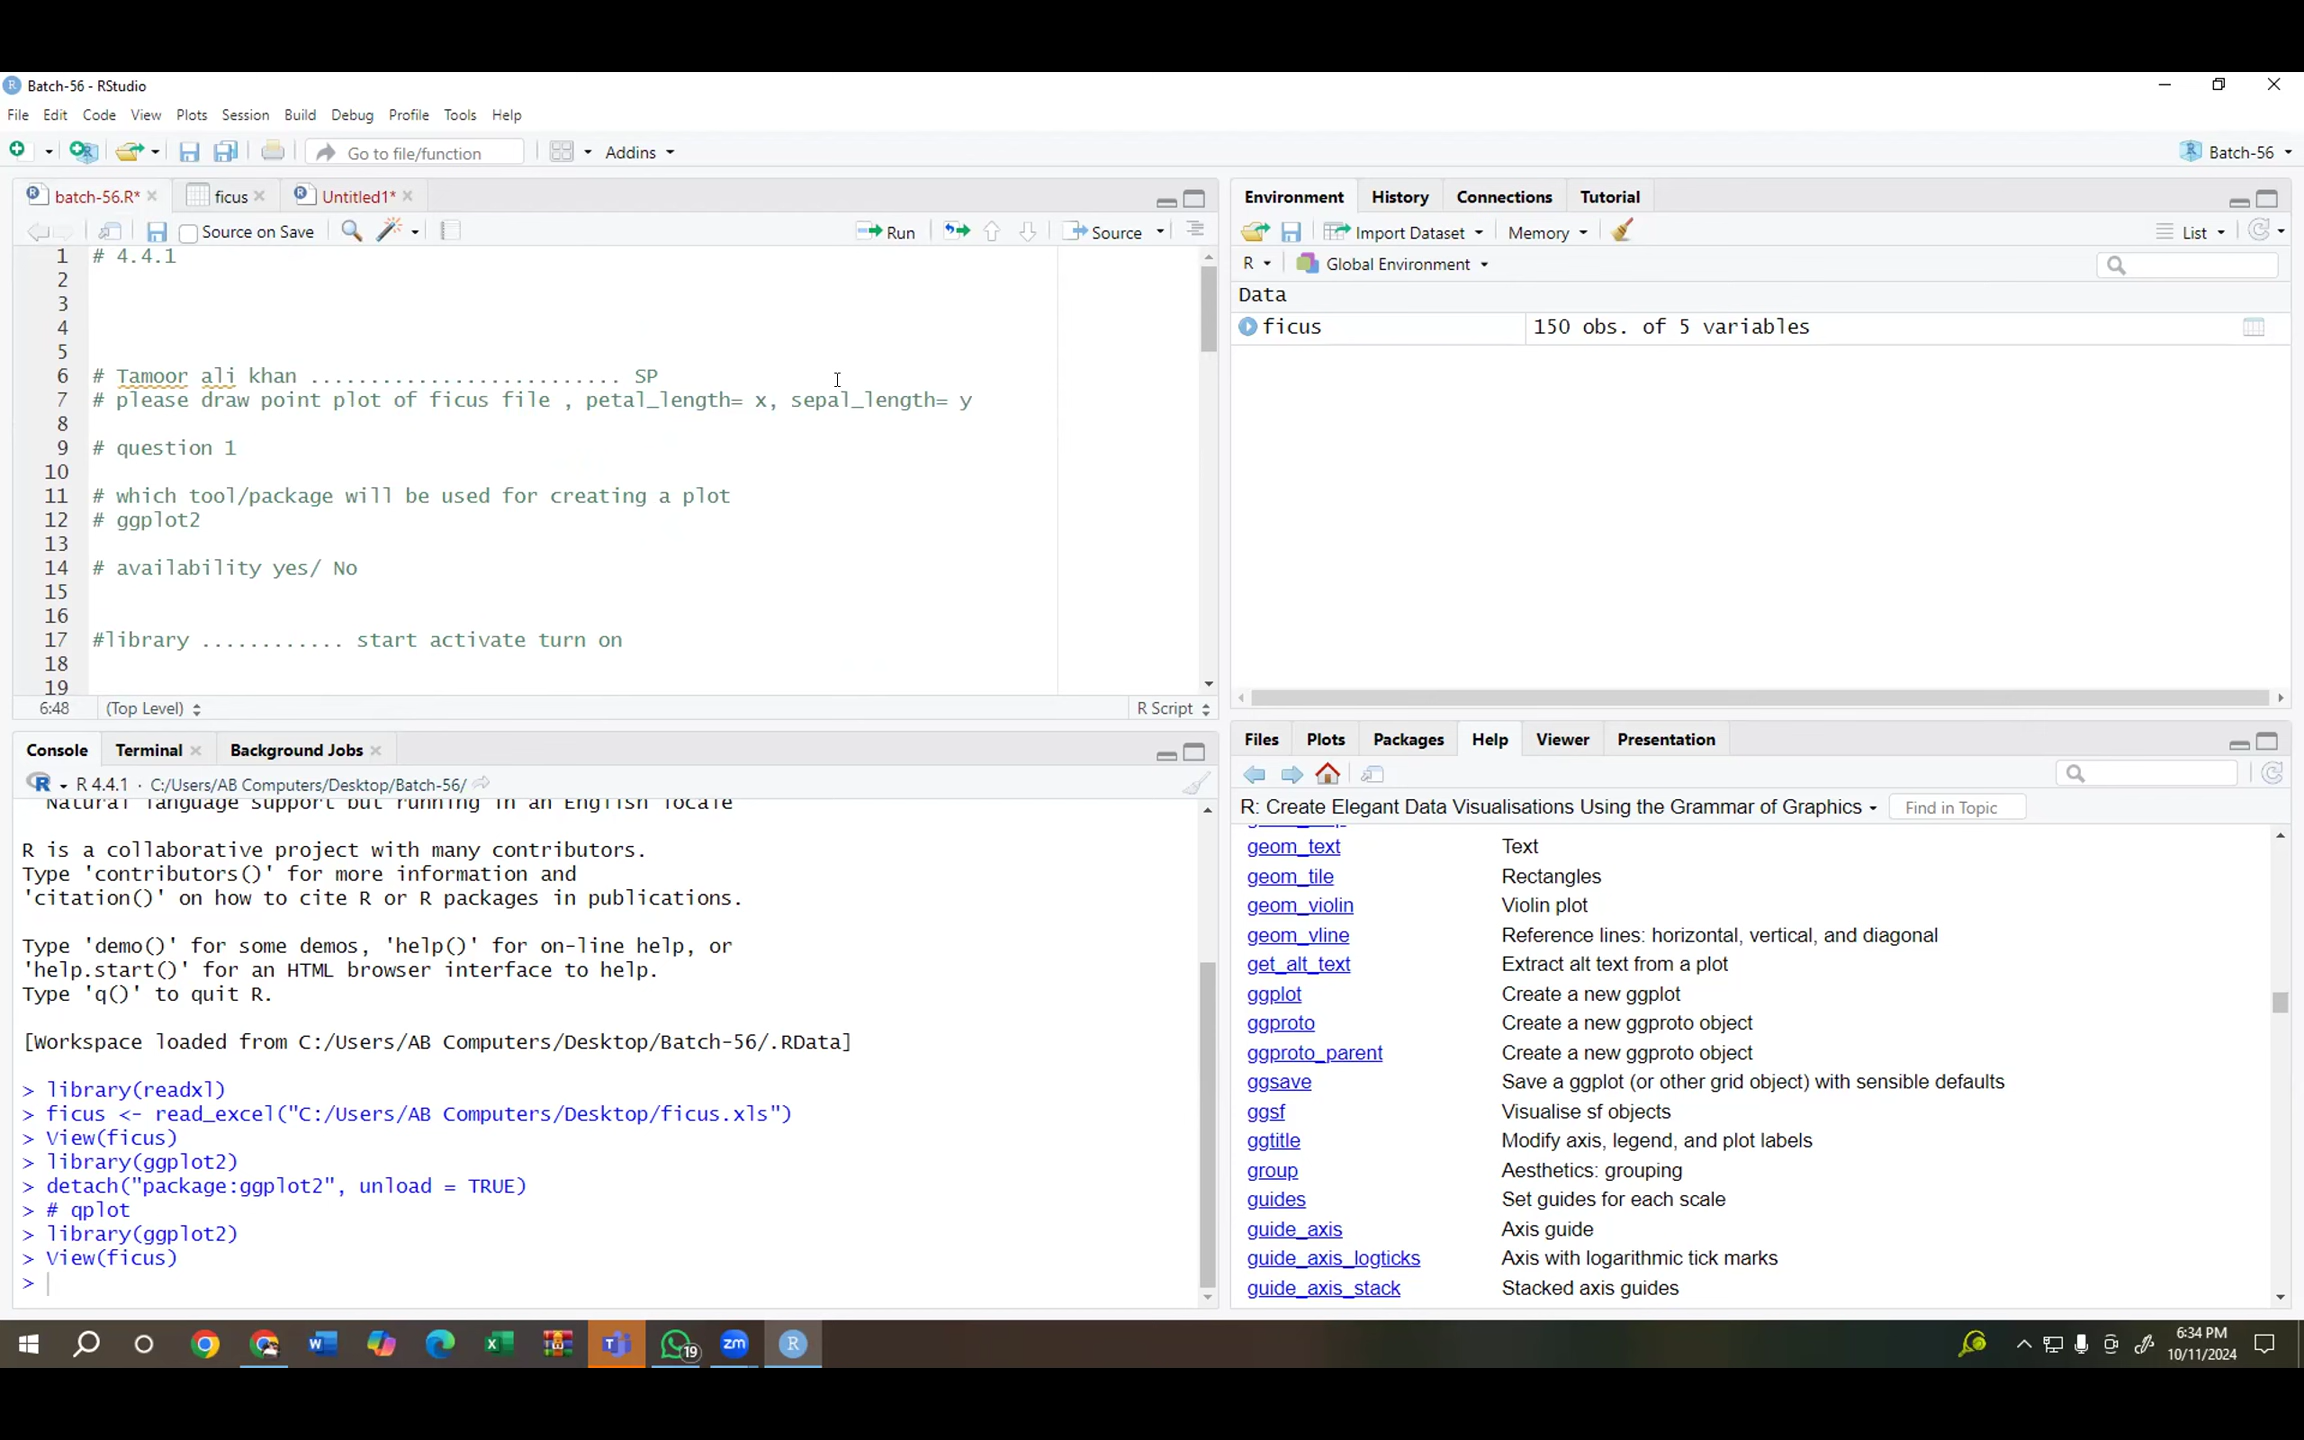 Batch-56 - RStudio
File Edit Code View Plots Session Build Debug Profile Tools Help
Go to file/function Addins Batch-56
batch-56.R* ficus Untitled1*
Source on Save Run Source
1 # 4.4.1
2
3
4
5
6 # Tamoor ali khan .......................... SP
7 # please draw point plot of ficus file , petal_length= x, sepal_length= y
8
9 # question 1
10
11 # which tool/package will be used for creating a plot
12 # ggplot2
13
14 # availability yes/ No
15
16
17 #library ............ start activate turn on
18
19
6:48 (Top Level) R Script
Console Terminal Background Jobs
R 4.4.1 · C:/Users/AB Computers/Desktop/Batch-56/
Natural language support but running in an English locale
R is a collaborative project with many contributors.
Type 'contributors()' for more information and
'citation()' on how to cite R or R packages in publications.
Type 'demo()' for some demos, 'help()' for on-line help, or
'help.start()' for an HTML browser interface to help.
Type 'q()' to quit R.
[Workspace loaded from C:/Users/AB Computers/Desktop/Batch-56/.RData]
> library(readxl)
> ficus <- read_excel("C:/Users/AB Computers/Desktop/ficus.xls")
> View(ficus)
> library(ggplot2)
> detach("package:ggplot2", unload = TRUE)
> # qplot
> library(ggplot2)
> View(ficus)
>
Environment History Connections Tutorial
Import Dataset Memory List
R Global Environment
Data
ficus 150 obs. of 5 variables
Files Plots Packages Help Viewer Presentation
R: Create Elegant Data Visualisations Using the Grammar of Graphics Find in Topic
geom_text Text
geom_tile Rectangles
geom_violin Violin plot
geom_vline Reference lines: horizontal, vertical, and diagonal
get_alt_text Extract alt text from a plot
ggplot Create a new ggplot
ggproto Create a new ggproto object
ggproto_parent Create a new ggproto object
ggsave Save a ggplot (or other grid object) with sensible defaults
ggsf Visualise sf objects
ggtitle Modify axis, legend, and plot labels
group Aesthetics: grouping
guides Set guides for each scale
guide_axis Axis guide
guide_axis_logticks Axis with logarithmic tick marks
guide_axis_stack Stacked axis guides
19 zm R
6:34 PM
10/11/2024